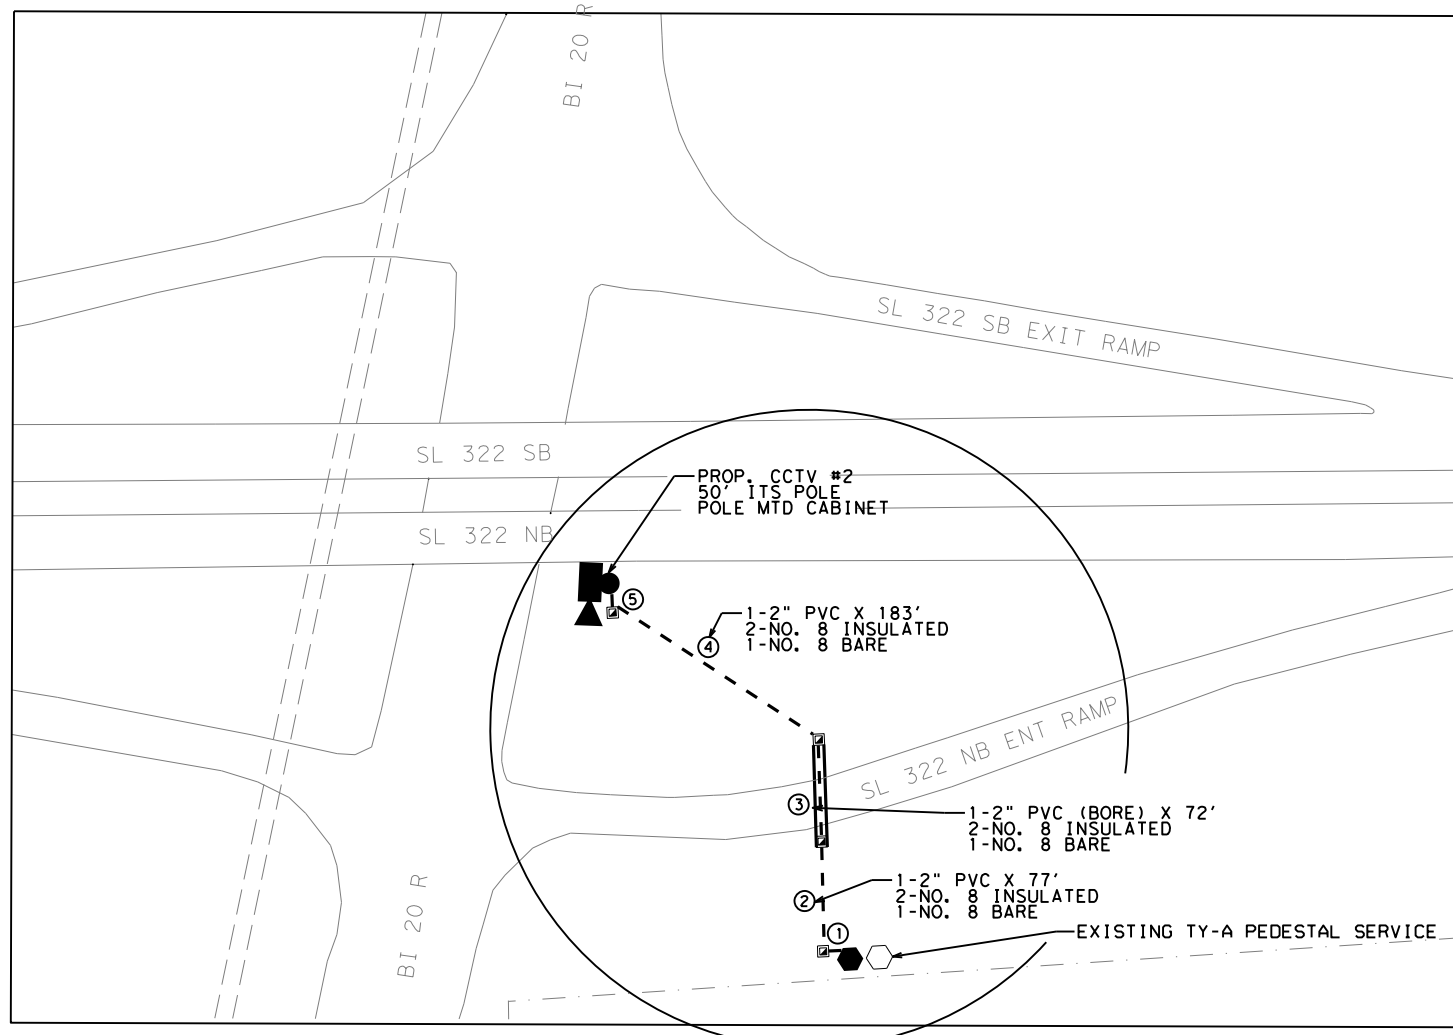 BI 20 R
SL 322 SB EXIT RAMP
SL 322 SB
PROP. CCTV #2
50' ITS POLE
POLE MTD CABINET
SL 322 NB
5
1-2" PVC X 183'
2-NO. 8 INSULATED
1-NO. 8 BARE
4
SL 322 NB ENT RAMP
3
1-2" PVC (BORE) X 72'
2-NO. 8 INSULATED
1-NO. 8 BARE
BI 20 R
2
1-2" PVC X 77'
2-NO. 8 INSULATED
1-NO. 8 BARE
1
EXISTING TY-A PEDESTAL SERVICE